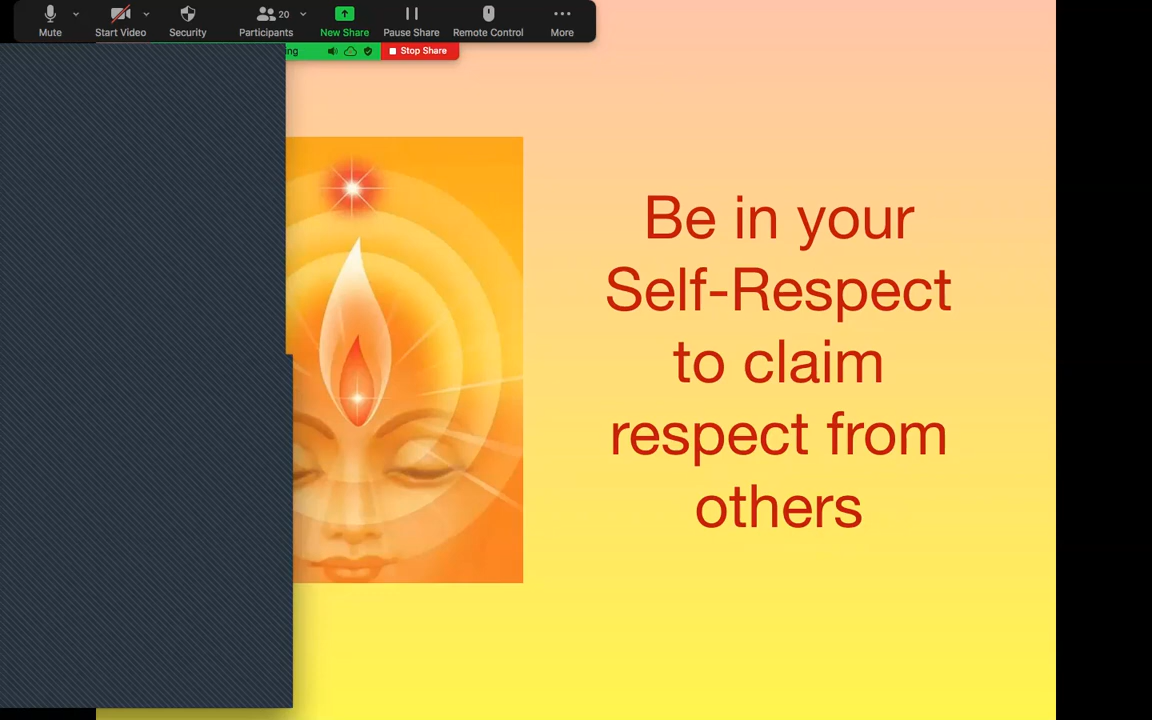 Mute
Start Video
Security
Participants
20
New Share
Pause Share
Remote Control
More
Stop Share
Be in your
Self-Respect
to claim
respect from
others